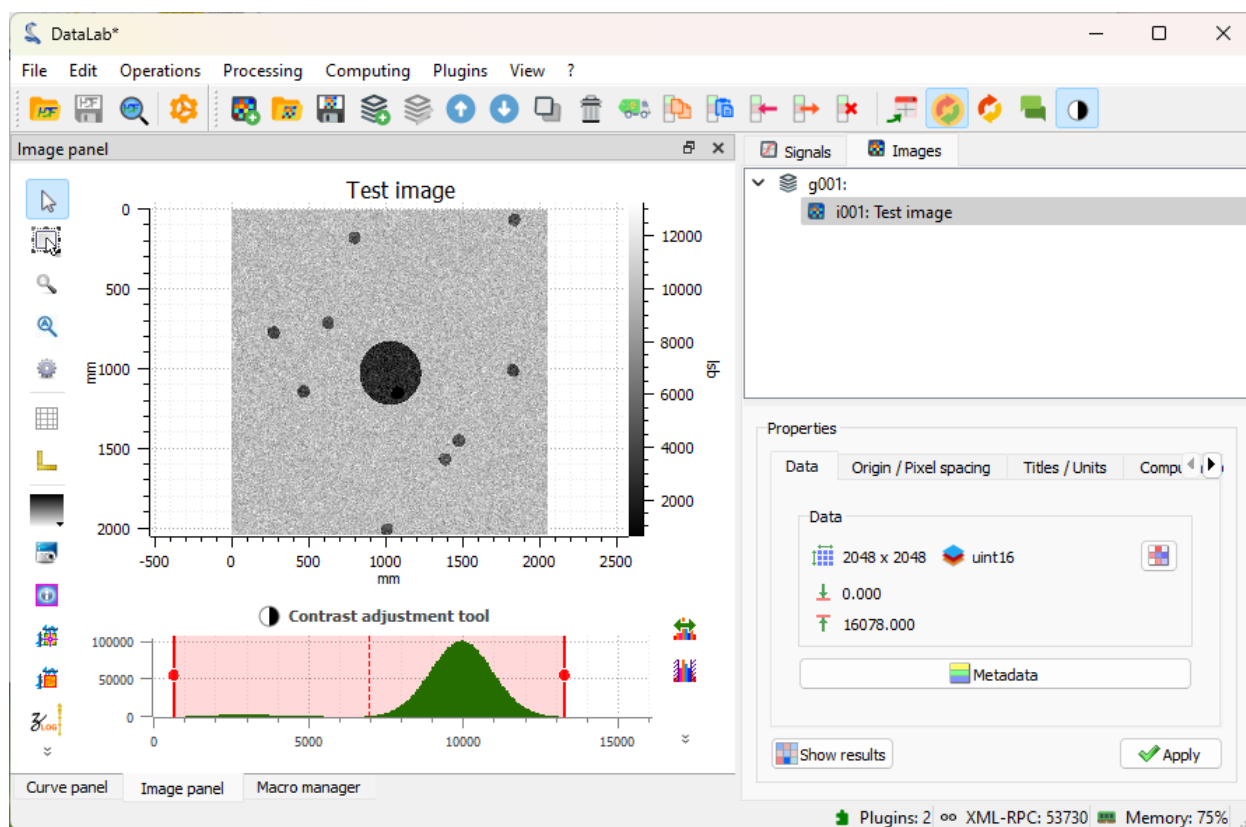 DataLab*
File Edit Operations Processing Computing Plugins View ?
Image panel
Signals Images
g001:
i001: Test image
Test image
0
500
1000
1500
2000
mm
-500 0 500 1000 1500 2000 2500
mm
12000
10000
8000
6000
4000
2000
lsb
Contrast adjustment tool
100000
50000
0
0 5000 10000 15000
LOG
Curve panel Image panel Macro manager
Properties
Data Origin / Pixel spacing Titles / Units
Data
2048 x 2048 uint16
0.000
16078.000
Metadata
Show results Apply
Plugins: 2 XML-RPC: 53730 Memory: 75%